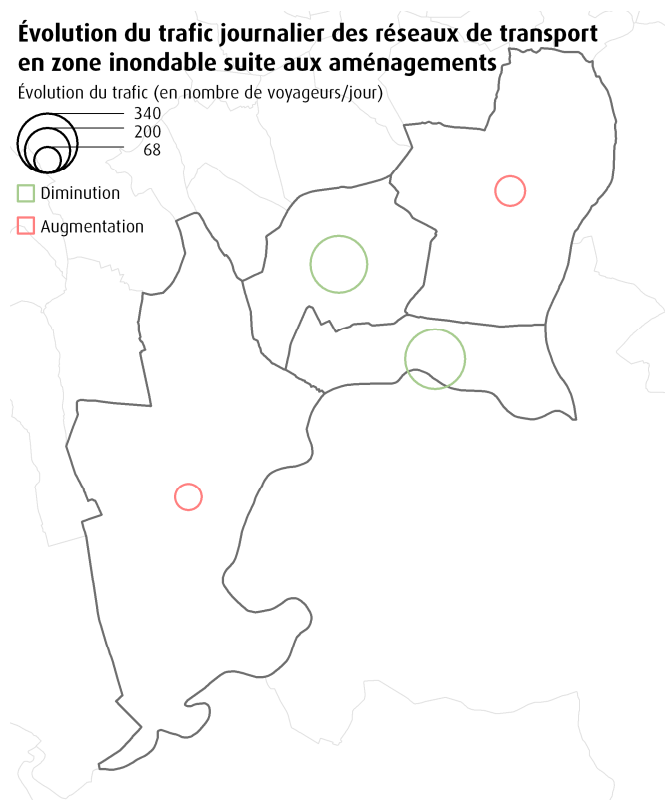 Évolution du trafic journalier des réseaux de transport
en zone inondable suite aux aménagements
Évolution du trafic (en nombre de voyageurs/jour)
340
200
68
Diminution
Augmentation